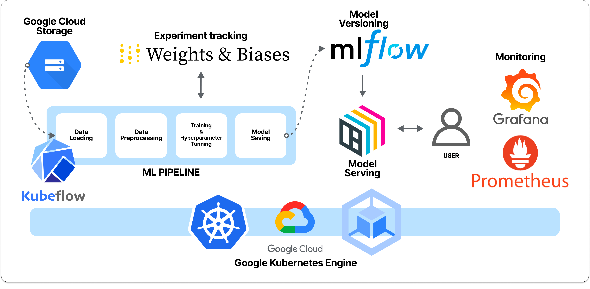 Google Cloud
Storage
Experiment tracking
Weights & Biases
Model
Versioning
mlflow
Monitoring
Grafana
Prometheus
Data
Loading
Data
Preprocessing
Training
&
Hyperparameter
Tunning
Model
Saving
ML PIPELINE
Kubeflow
Model
Serving
USER
Google Cloud
Google Kubernetes Engine